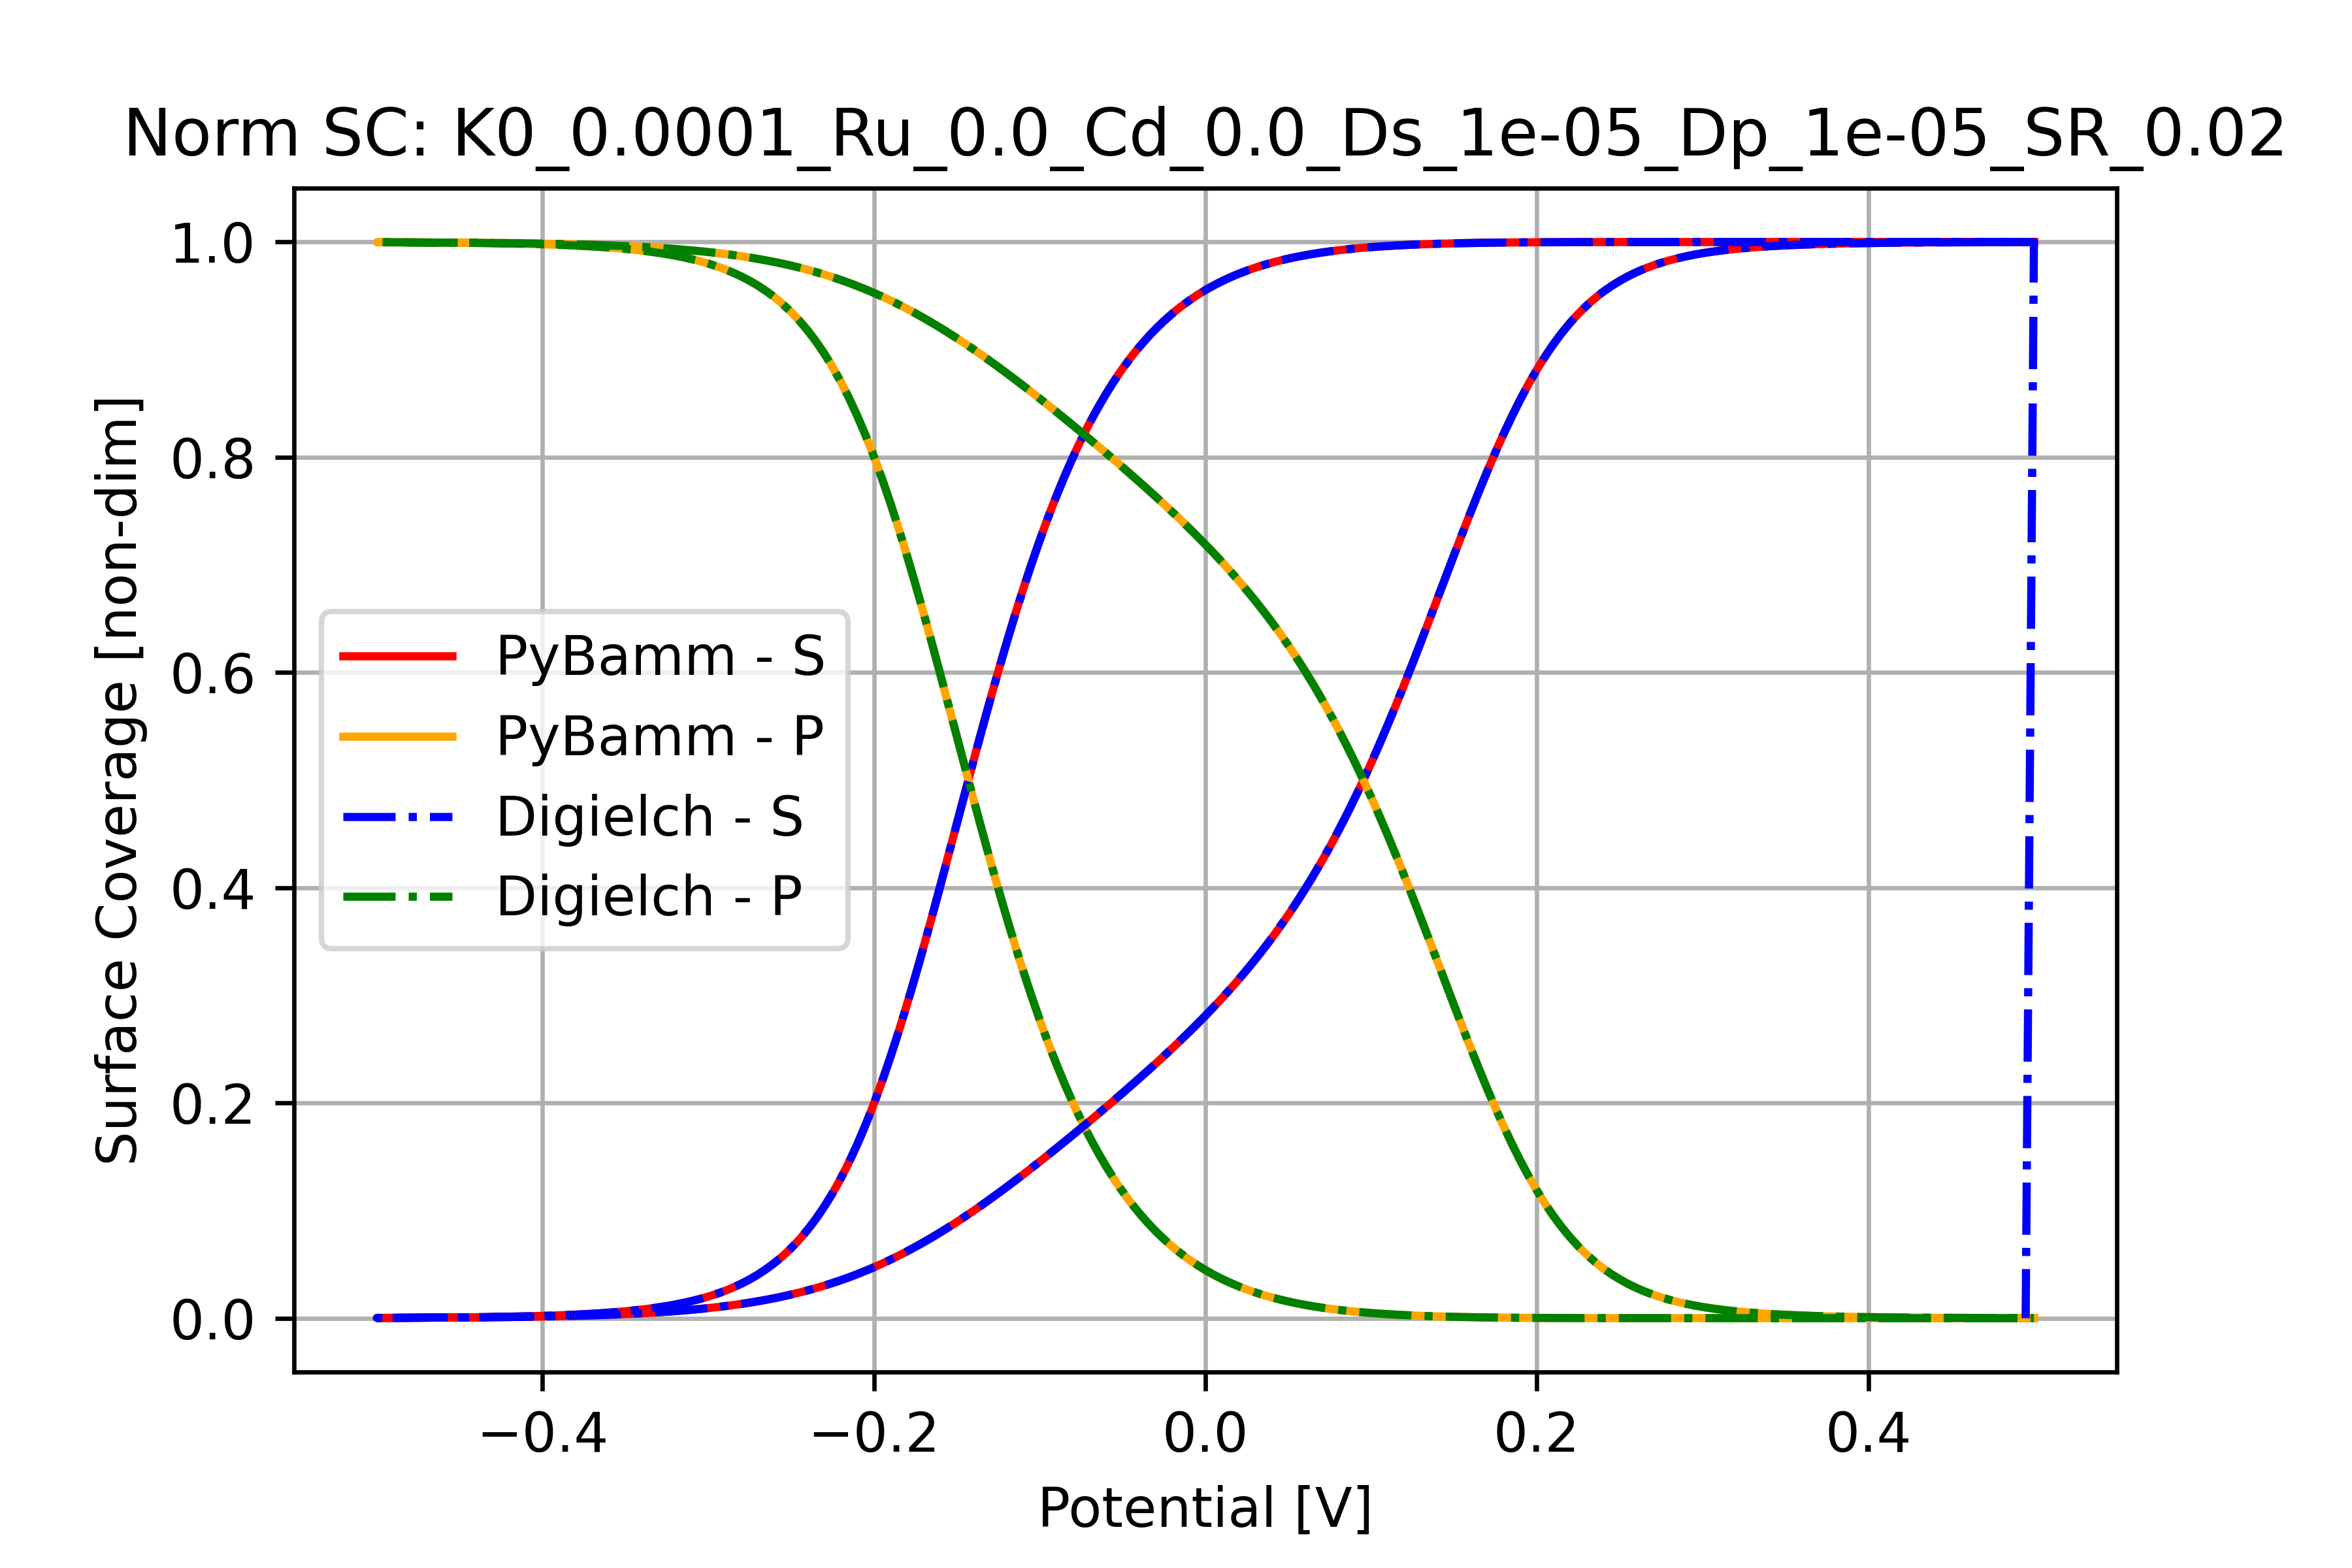 Norm SC: K0_0.0001_Ru_0.0_Cd_0.0_Ds_1e-05_Dp_1e-05_SR_0.02
Surface Coverage [non-dim]
1.0
0.8
0.6
0.4
0.2
0.0
PyBamm - S
PyBamm - P
Digielch - S
Digielch - P
−0.4
−0.2
0.0
0.2
0.4
Potential [V]